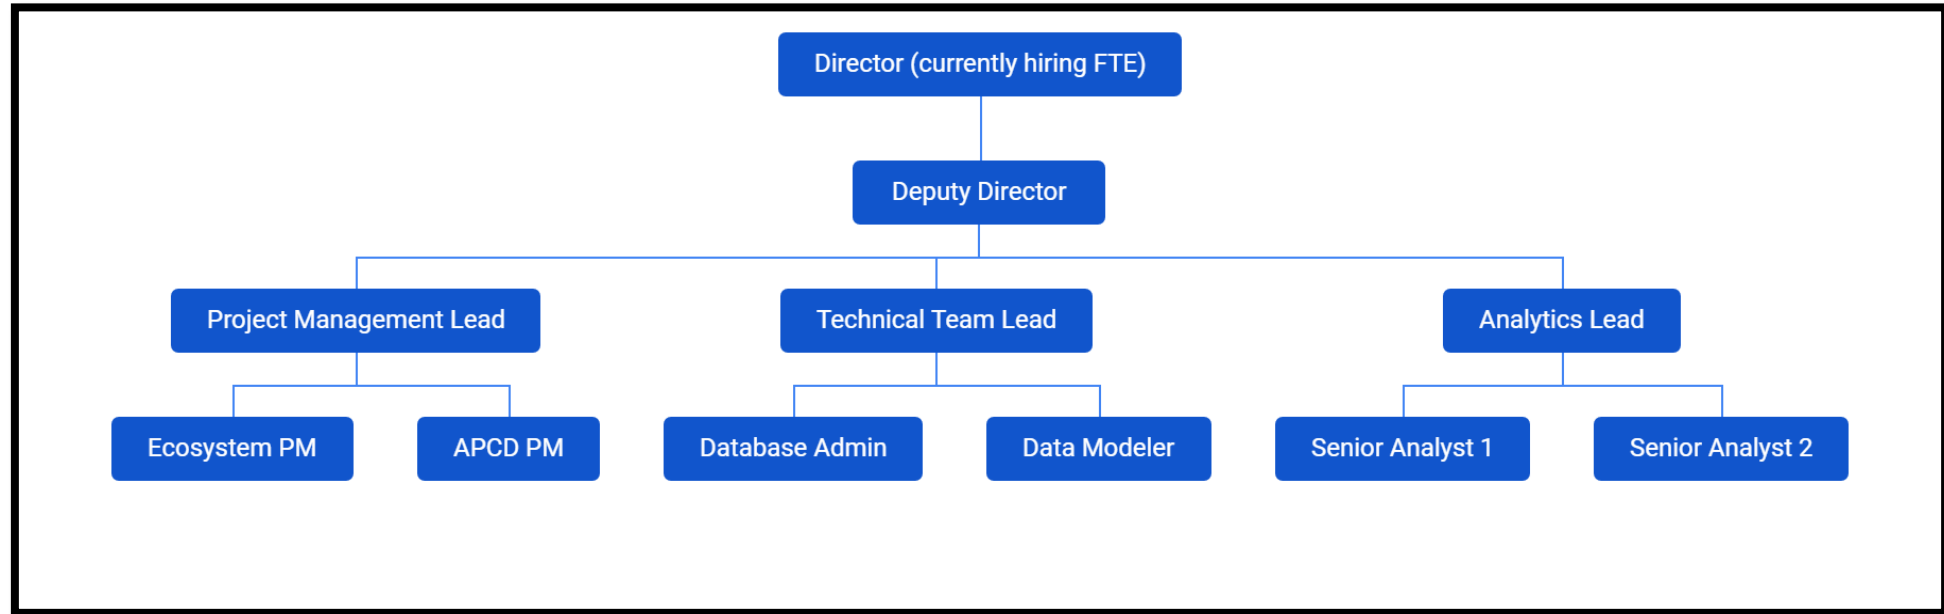 Director (currently hiring FTE)
Deputy Director
Project Management Lead
Technical Team Lead
Analytics Lead
Ecosystem PM
APCD PM
Database Admin
Data Modeler
Senior Analyst 1
Senior Analyst 2